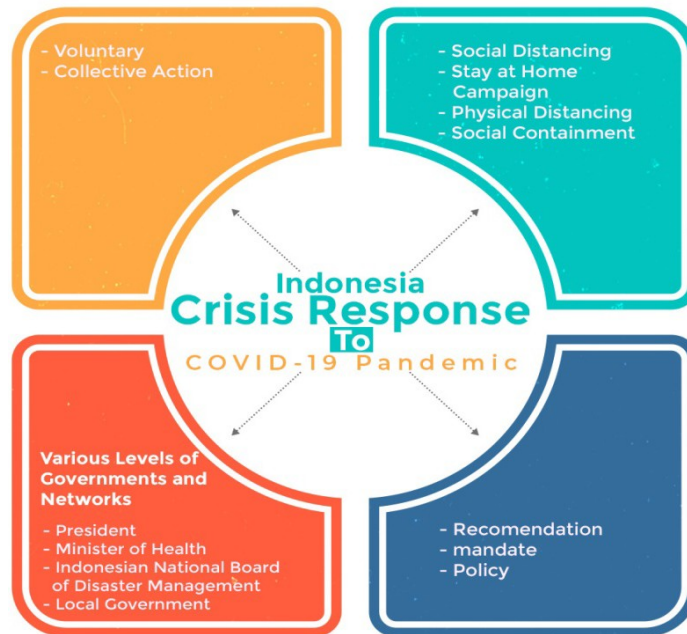 - Voluntary
- Collective Action
- Social Distancing
- Stay at Home
Campaign
- Physical Distancing
- Social Containment
Indonesia
Crisis Response
To
COVID-19 Pandemic
Various Levels of
Governments and
Networks
- President
- Minister of Health
- Indonesian National Board
of Disaster Management
- Local Government
- Recomendation
- mandate
- Policy